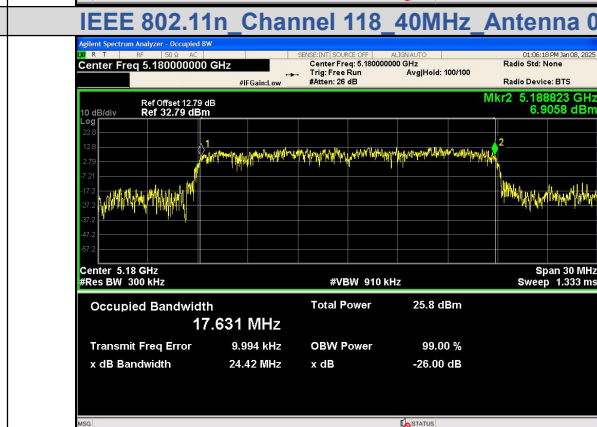 IEEE 802.11n_Channel 118_40MHz_Antenna 0
Agilent Spectrum Analyzer - Occupied BW
R T RF 50 Ω AC SENSE:INT SOURCE OFF ALIGN AUTO 01:06:18 PM Jan 08, 2025
Center Freq 5.180000000 GHz Center Freq: 5.180000000 GHz Radio Std: None
Trig: Free Run Avg|Hold: 100/100
#IFGain:Low #Atten: 26 dB Radio Device: BTS
Mkr2 5.188823 GHz
6.9058 dBm
Ref Offset 12.79 dB
10 dB/div Ref 32.79 dBm
Log
22.8
12.8
2.79
-7.21
-17.2
-27.2
-37.2
-47.2
-57.2
1
2
Center 5.18 GHz Span 30 MHz
#Res BW 300 kHz #VBW 910 kHz Sweep 1.333 ms
Occupied Bandwidth Total Power 25.8 dBm
17.631 MHz
Transmit Freq Error 9.994 kHz OBW Power 99.00 %
x dB Bandwidth 24.42 MHz x dB -26.00 dB
MSG STATUS